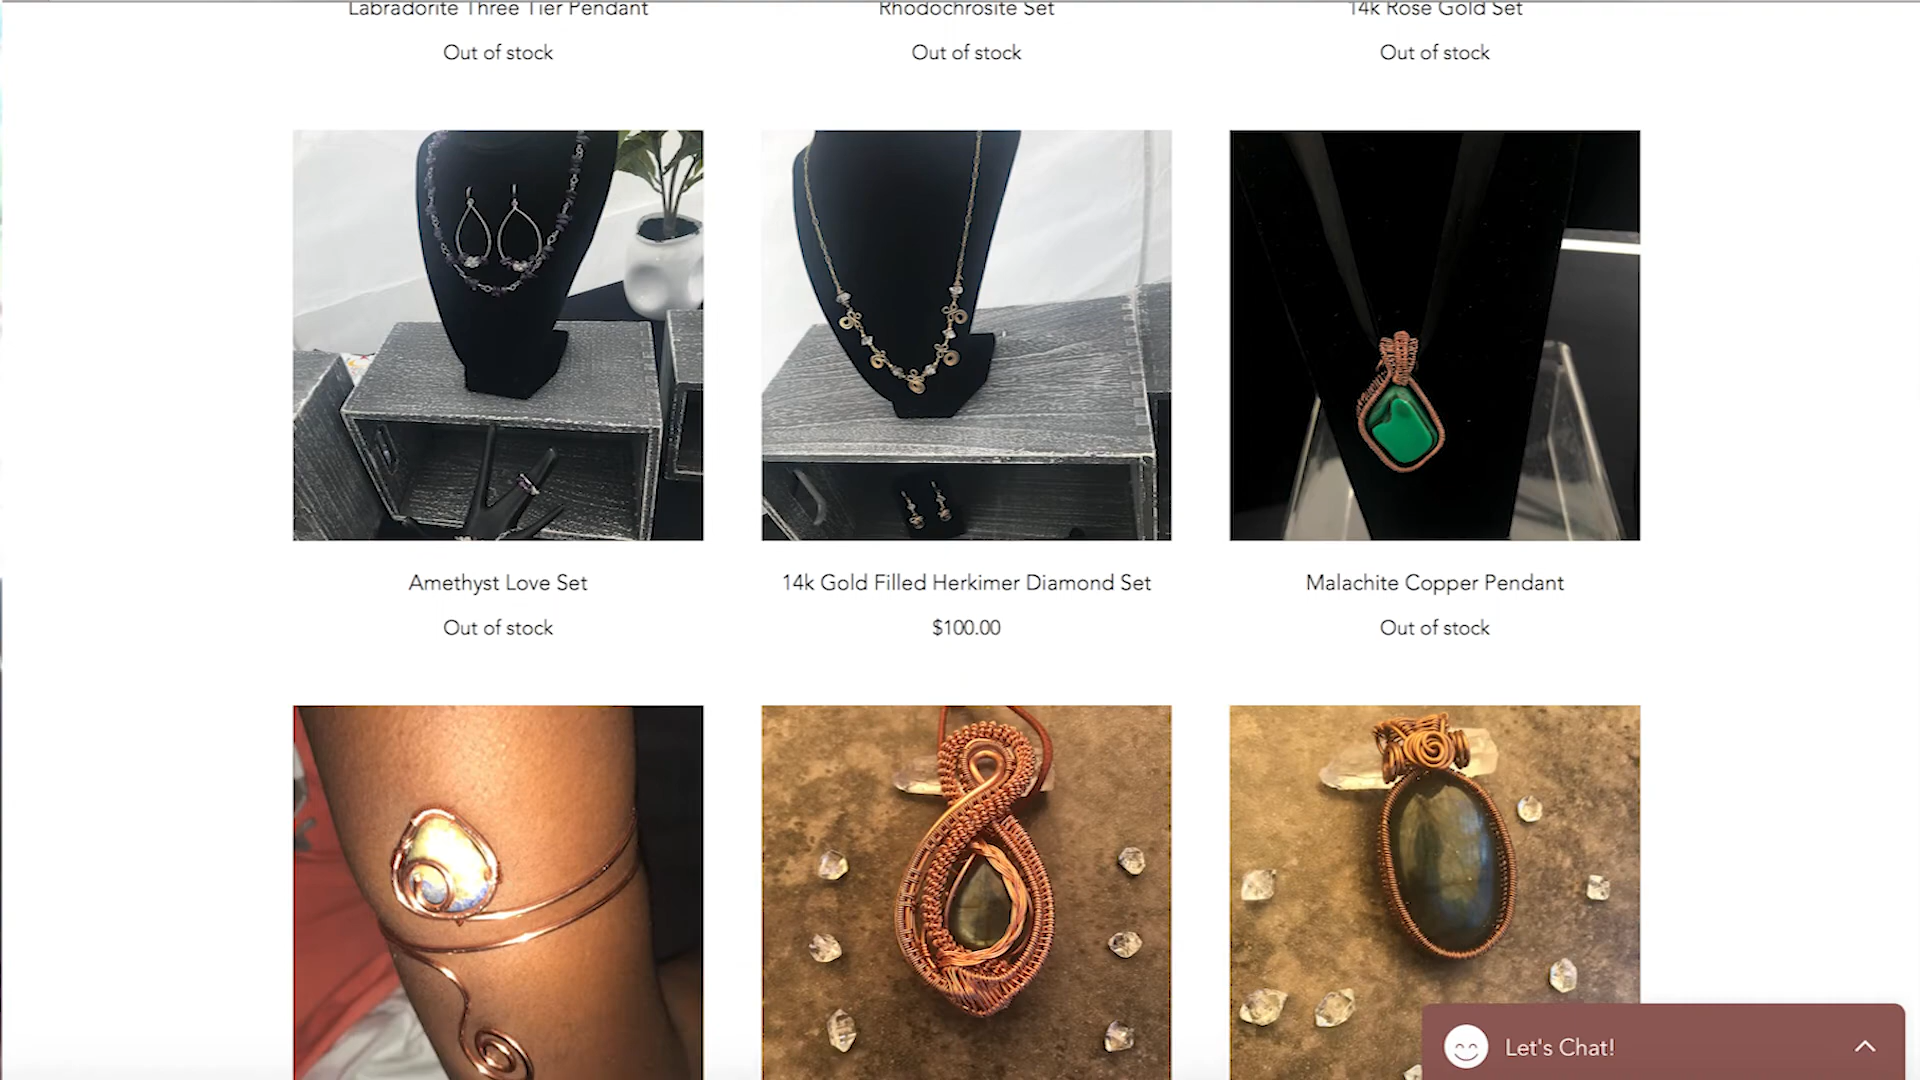 Labradorite Three Tier Pendant
Rhodochrosite Set
14k Rose Gold Set
Out of stock
Out of stock
Out of stock
Amethyst Love Set
14k Gold Filled Herkimer Diamond Set
Malachite Copper Pendant
Out of stock
$100.00
Out of stock
Let's Chat!